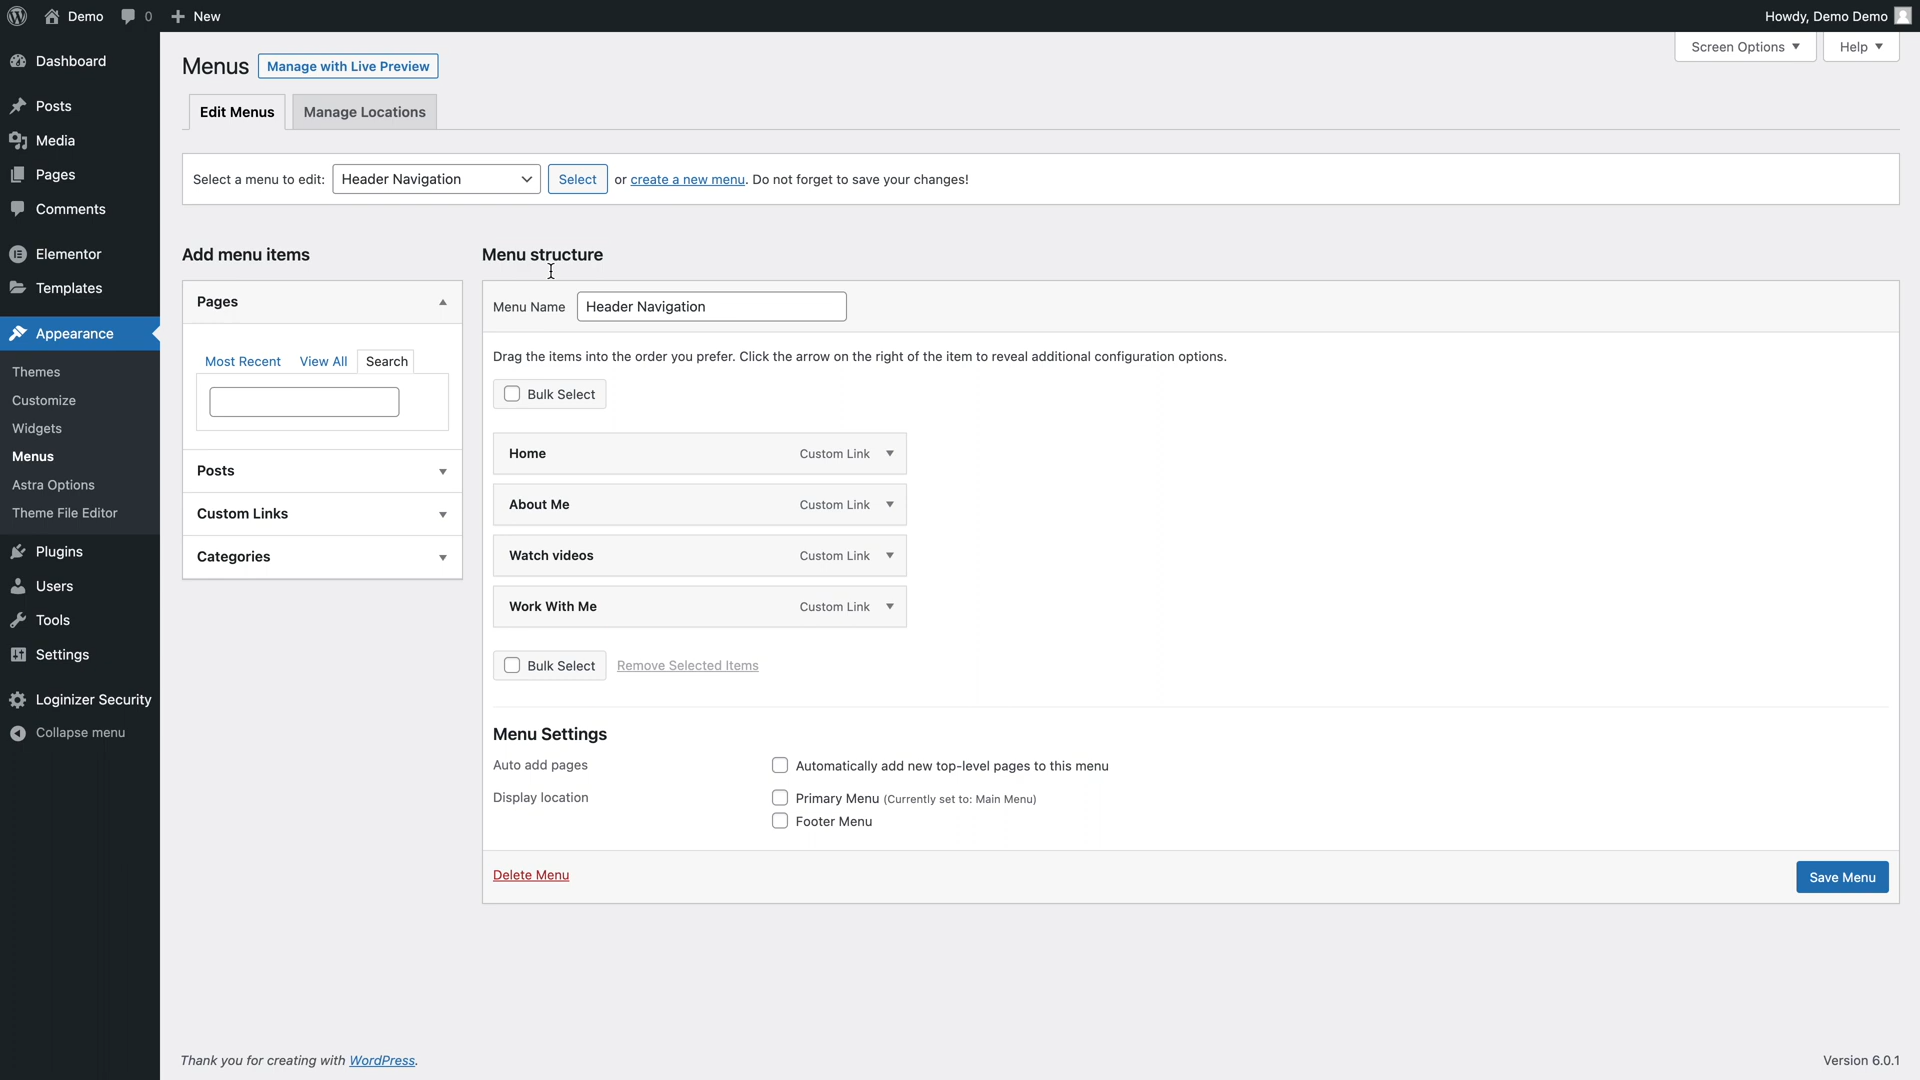 Demo 0 New Howdy, Demo Demo
Screen Options Help
Dashboard
Posts
Media
Pages
Comments
Elementor
Templates
Appearance
Themes
Customize
Widgets
Menus
Astra Options
Theme File Editor
Plugins
Users
Tools
Settings
Loginizer Security
Collapse menu
Menus Manage with Live Preview
Edit Menus Manage Locations
Select a menu to edit: Header Navigation Select or create a new menu. Do not forget to save your changes!
Add menu items
Pages
Most Recent View All Search
Posts
Custom Links
Categories
Menu structure
Menu Name Header Navigation
Drag the items into the order you prefer. Click the arrow on the right of the item to reveal additional configuration options.
Bulk Select
Home Custom Link
About Me Custom Link
Watch videos Custom Link
Work With Me Custom Link
Bulk Select Remove Selected Items
Menu Settings
Auto add pages Automatically add new top-level pages to this menu
Display location Primary Menu (Currently set to: Main Menu)
Footer Menu
Delete Menu Save Menu
Thank you for creating with WordPress. Version 6.0.1